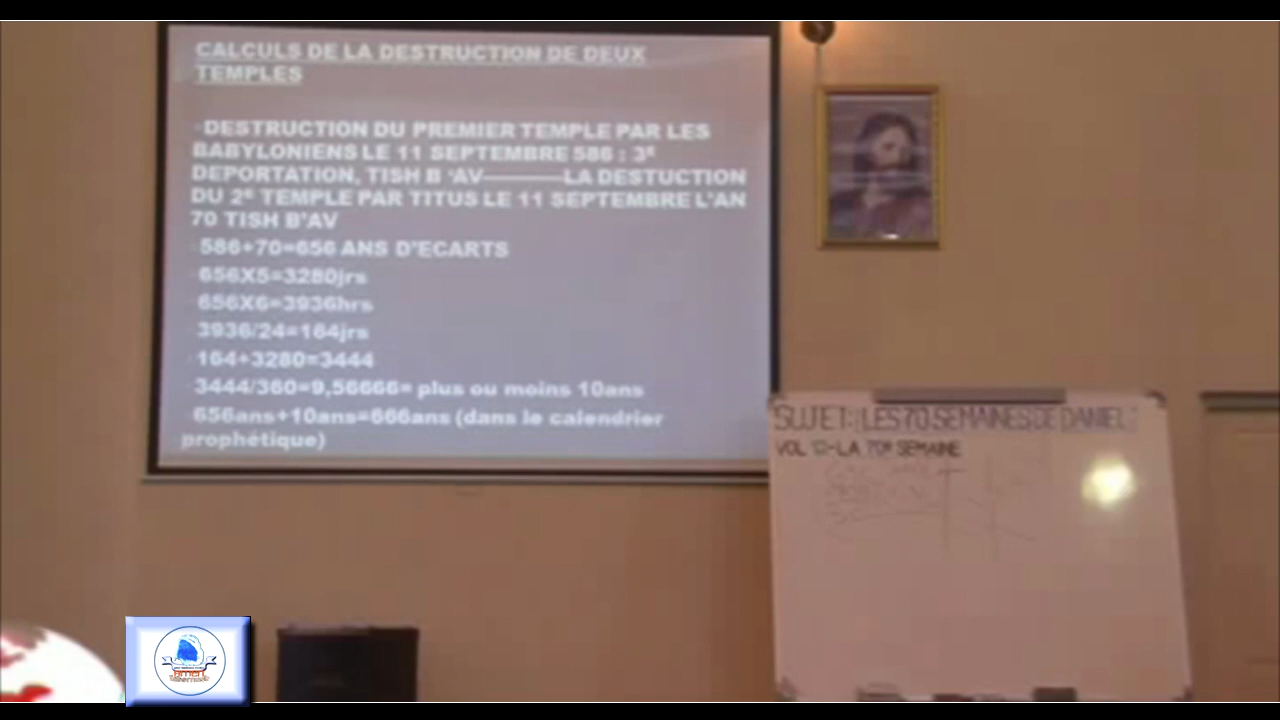 CALCULS DE LA DESTRUCTION DE DEUX
TEMPLES
DESTRUCTION DU PREMIER TEMPLE PAR LES
BABYLONIENS LE 11 SEPTEMBRE 586 : 3e
DEPORTATION, TISH B 'AV————LA DESTUCTION
DU 2e TEMPLE PAR TITUS LE 11 SEPTEMBRE L'AN
70 TISH B'AV
586+70=656 ANS D'ECARTS
656X5=3280jrs
656X6=3936hrs
3936/24=164jrs
164+3280=3444
3444/360=9,56666= plus ou moins 10ans
656ans+10ans=666ans (dans le calendrier
prophétique)
SUJET: LES 70 SEMAINES DE DANIEL
VOL 12-LA 70e SEMAINE